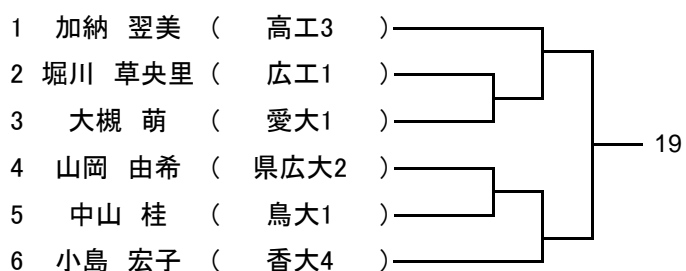 1 加納 翌美 ( 高工3 )
2 堀川 草央里 ( 広工1 )
3 大槻 萌 ( 愛大1 )
4 山岡 由希 ( 県広大2 )
5 中山 桂 ( 鳥大1 )
6 小島 宏子 ( 香大4 )
19